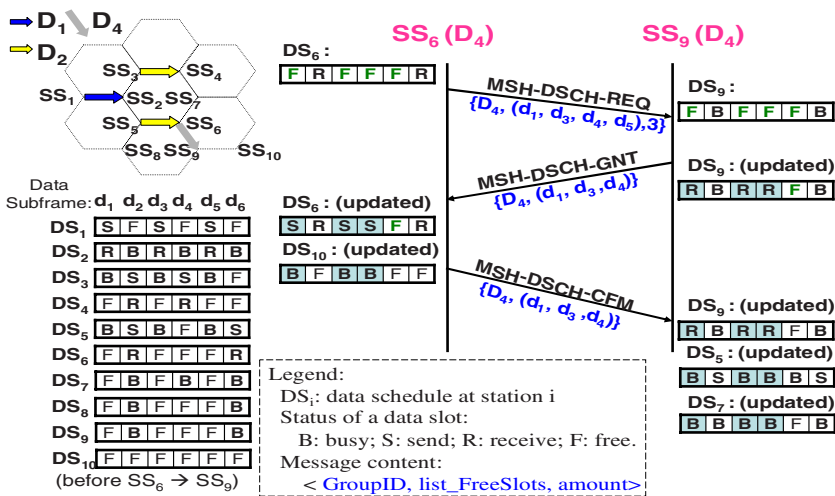 D1 D4
D2
SS3 SS4
SS1 SS2 SS7
SS5 SS6
SS8 SS9 SS10
Data
Subframe: d1 d2 d3 d4 d5 d6
DS1 S F S F S F
DS2 R B R B R B
DS3 B S B S B F
DS4 F R F R F F
DS5 B S B F B S
DS6 F R F F F R
DS7 F B F B F B
DS8 F B F F F B
DS9 F B F F F B
DS10 F F F F F F
(before SS6 → SS9)
SS6 (D4) SS9 (D4)
DS6 :
F R F F F R
MSH-DSCH-REQ
{D4, (d1, d3, d4, d5),3}
DS9 :
F B F F F B
MSH-DSCH-GNT
{D4, (d1, d3 ,d4)}
DS9 : (updated)
R B R R F B
DS6 : (updated)
S R S S F R
DS10 : (updated)
B F B B F F
MSH-DSCH-CFM
{D4, (d1, d3 ,d4)}
DS9 : (updated)
R B R R F B
DS5 : (updated)
B S B B B S
DS7 : (updated)
B B B B F B
Legend:
DSi: data schedule at station i
Status of a data slot:
B: busy; S: send; R: receive; F: free.
Message content:
< GroupID, list_FreeSlots, amount>